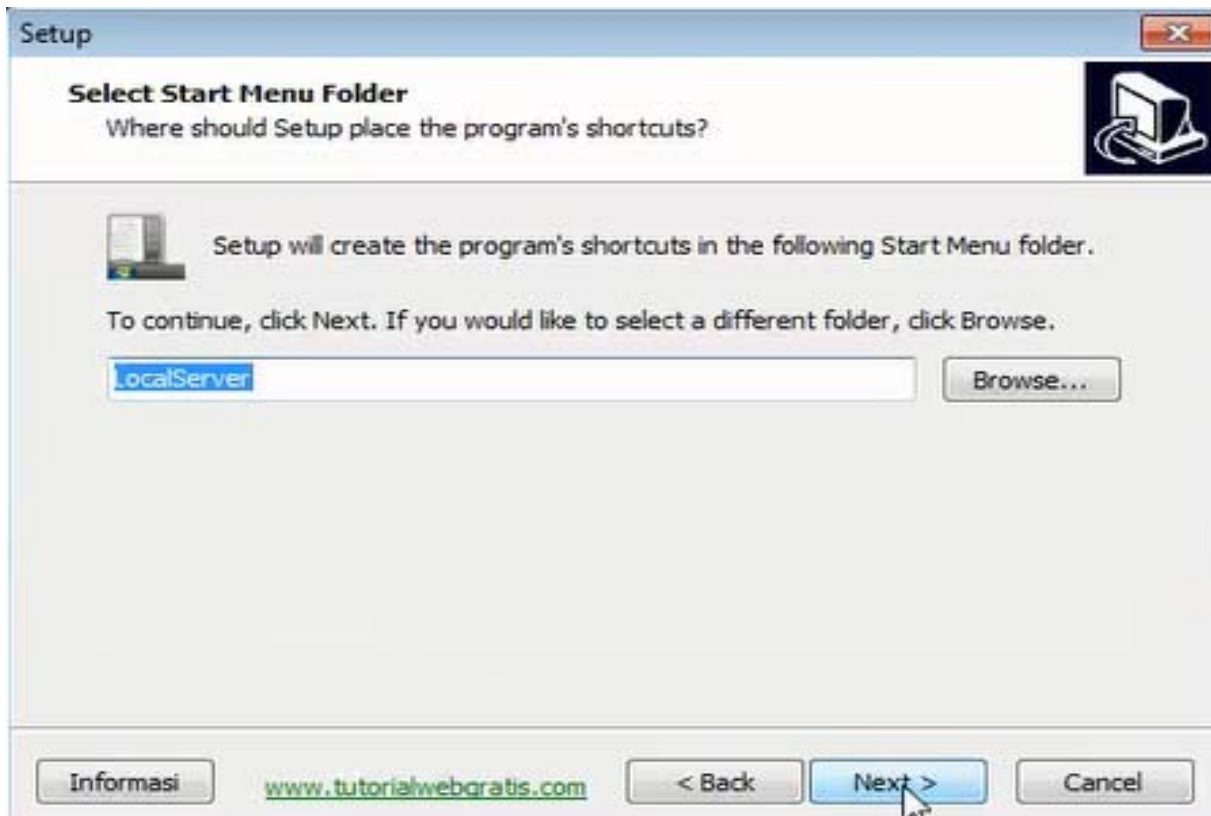 Setup
Select Start Menu Folder
Where should Setup place the program's shortcuts?
Setup will create the program's shortcuts in the following Start Menu folder.
To continue, click Next. If you would like to select a different folder, click Browse.
LocalServer
Browse...
Informasi
www.tutorialwebgratis.com
< Back
Next >
Cancel